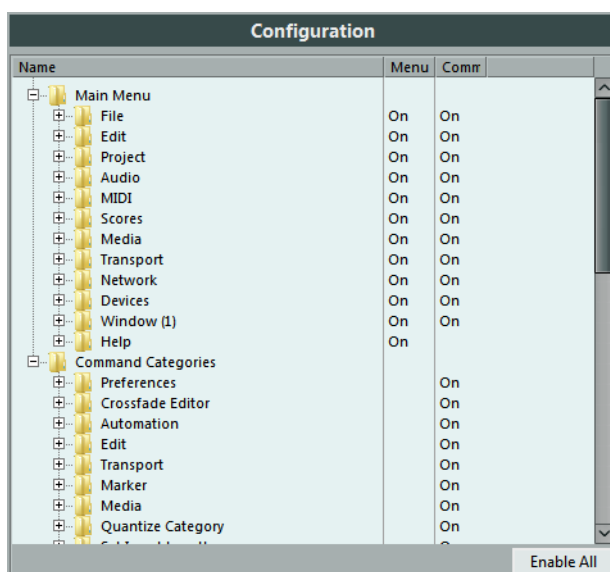 Configuration
Name Menu Comm
Main Menu
File On On
Edit On On
Project On On
Audio On On
MIDI On On
Scores On On
Media On On
Transport On On
Network On On
Devices On On
Window (1) On On
Help On
Command Categories
Preferences On
Crossfade Editor On
Automation On
Edit On
Transport On
Marker On
Media On
Quantize Category On
Enable All